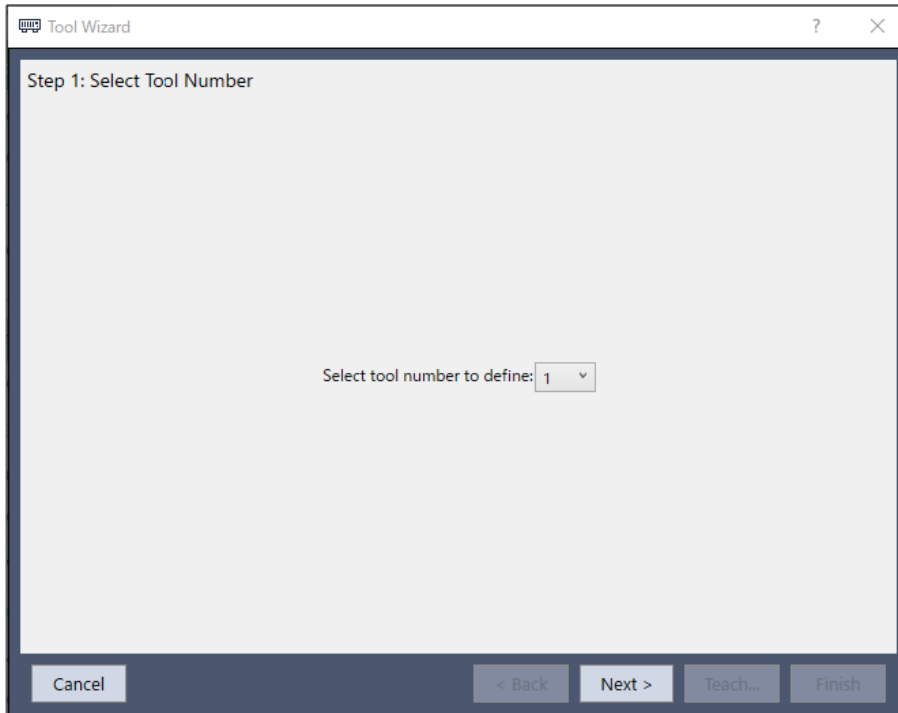 Tool Wizard ?
Step 1: Select Tool Number
Select tool number to define: 1
Cancel < Back Next > Teach... Finish